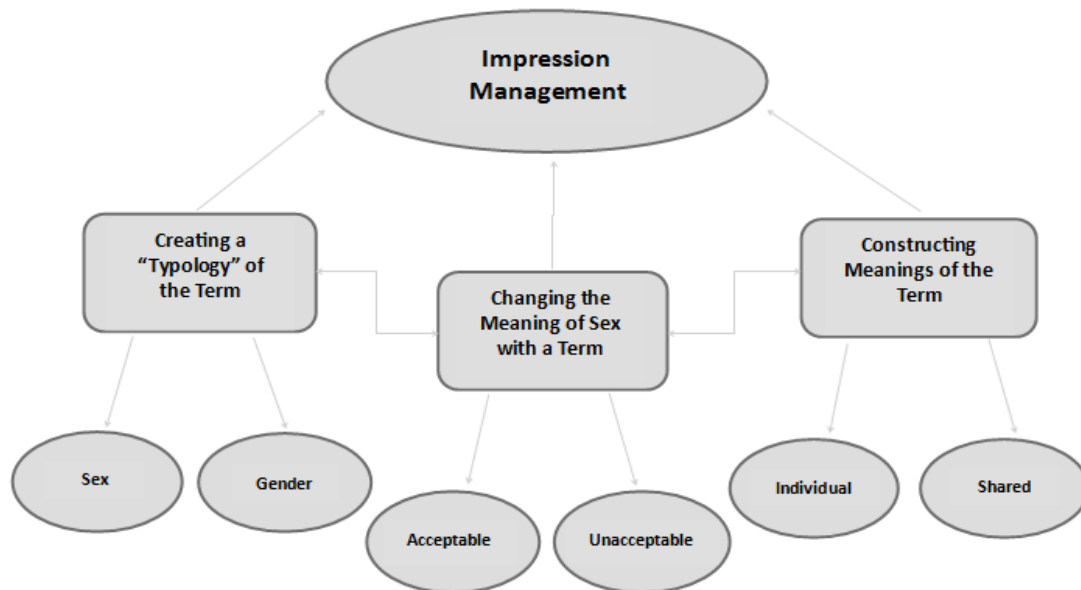 Impression
Management
Creating a
“Typology” of
the Term
Changing the
Meaning of Sex
with a Term
Constructing
Meanings of the
Term
Sex
Gender
Acceptable
Unacceptable
Individual
Shared